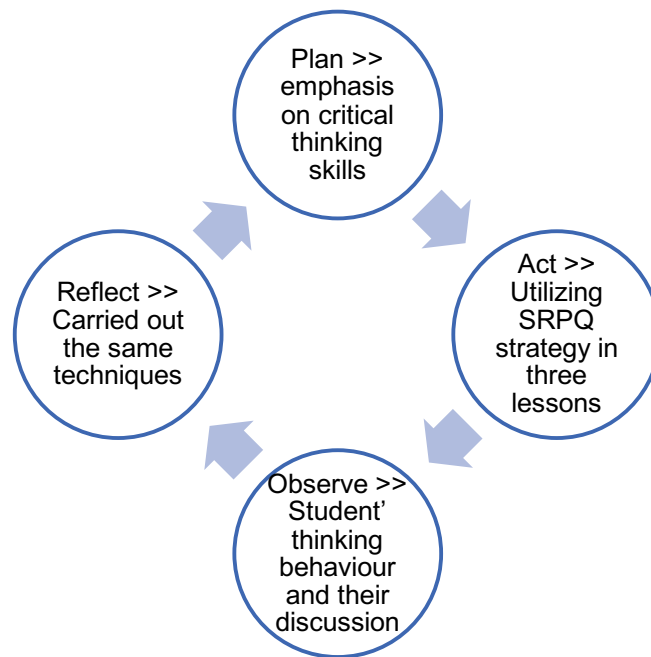 Plan >>
emphasis
on critical
thinking
skills
Act >>
Utilizing
SRPQ
strategy in
three
lessons
Observe >>
Student’
thinking
behaviour
and their
discussion
Reflect >>
Carried out
the same
techniques